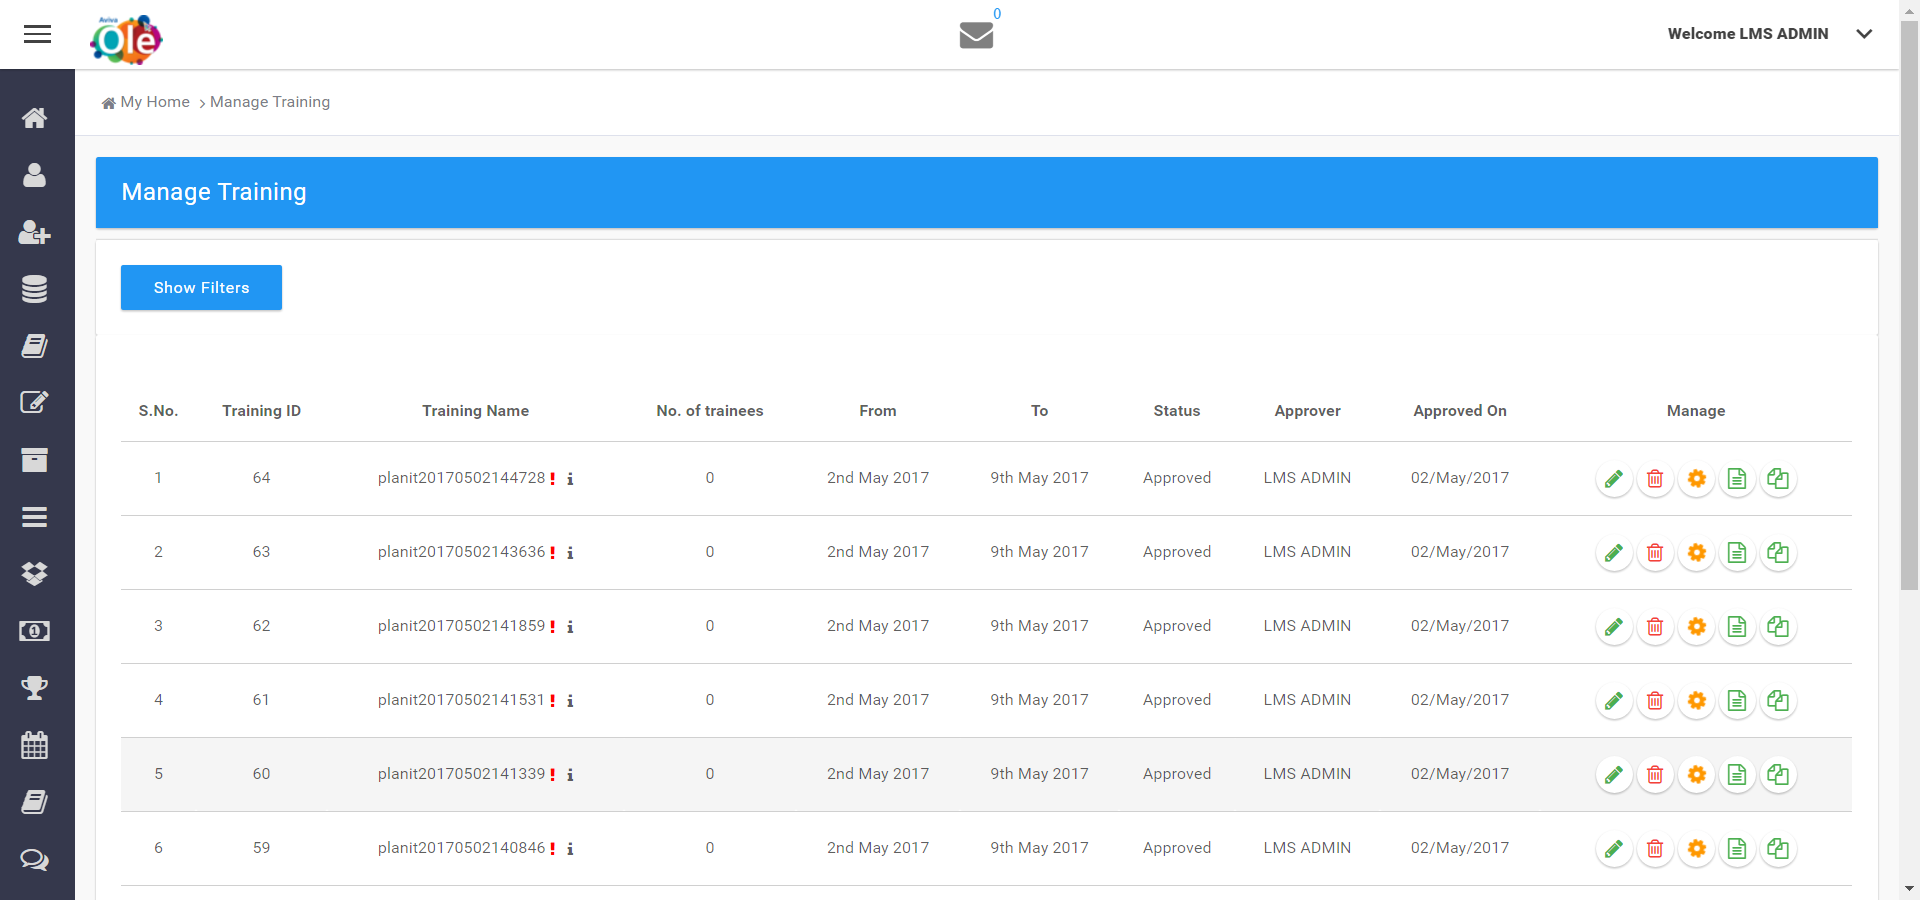 Aviva
Ole
0
Welcome LMS ADMIN
My Home > Manage Training
Manage Training
Show Filters
S.No. Training ID Training Name No. of trainees From To Status Approver Approved On Manage
1 64 planit20170502144728 ! i 0 2nd May 2017 9th May 2017 Approved LMS ADMIN 02/May/2017
2 63 planit20170502143636 ! i 0 2nd May 2017 9th May 2017 Approved LMS ADMIN 02/May/2017
3 62 planit20170502141859 ! i 0 2nd May 2017 9th May 2017 Approved LMS ADMIN 02/May/2017
4 61 planit20170502141531 ! i 0 2nd May 2017 9th May 2017 Approved LMS ADMIN 02/May/2017
5 60 planit20170502141339 ! i 0 2nd May 2017 9th May 2017 Approved LMS ADMIN 02/May/2017
6 59 planit20170502140846 ! i 0 2nd May 2017 9th May 2017 Approved LMS ADMIN 02/May/2017